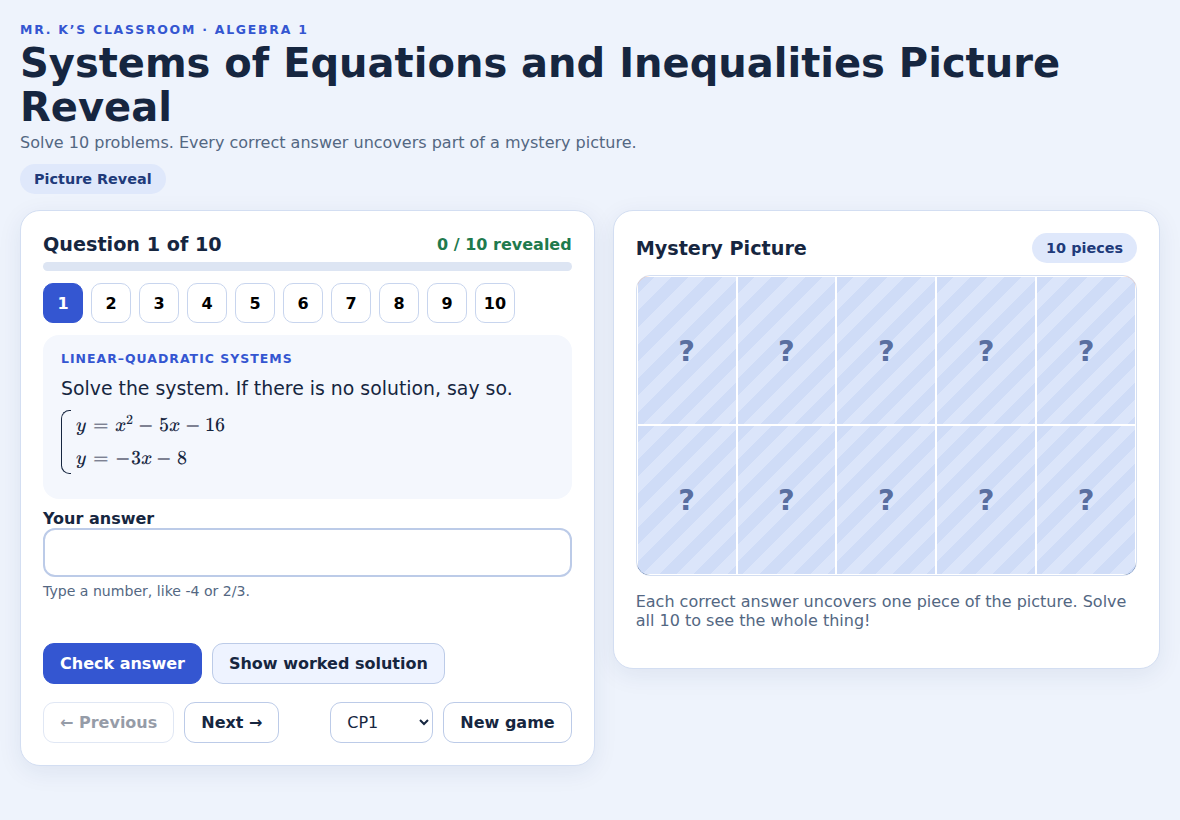 MR. K’S CLASSROOM · ALGEBRA 1
Systems of Equations and Inequalities Picture
Reveal
Solve 10 problems. Every correct answer uncovers part of a mystery picture.
Picture Reveal
Question 1 of 10
0 / 10 revealed
1 2 3 4 5 6 7 8 9 10
LINEAR–QUADRATIC SYSTEMS
Solve the system. If there is no solution, say so.
y = x² − 5x − 16
y = −3x − 8
Your answer
Type a number, like -4 or 2/3.
Check answer
Show worked solution
← Previous
Next →
CP1
New game
Mystery Picture
10 pieces
? ? ? ? ?
? ? ? ? ?
Each correct answer uncovers one piece of the picture. Solve
all 10 to see the whole thing!